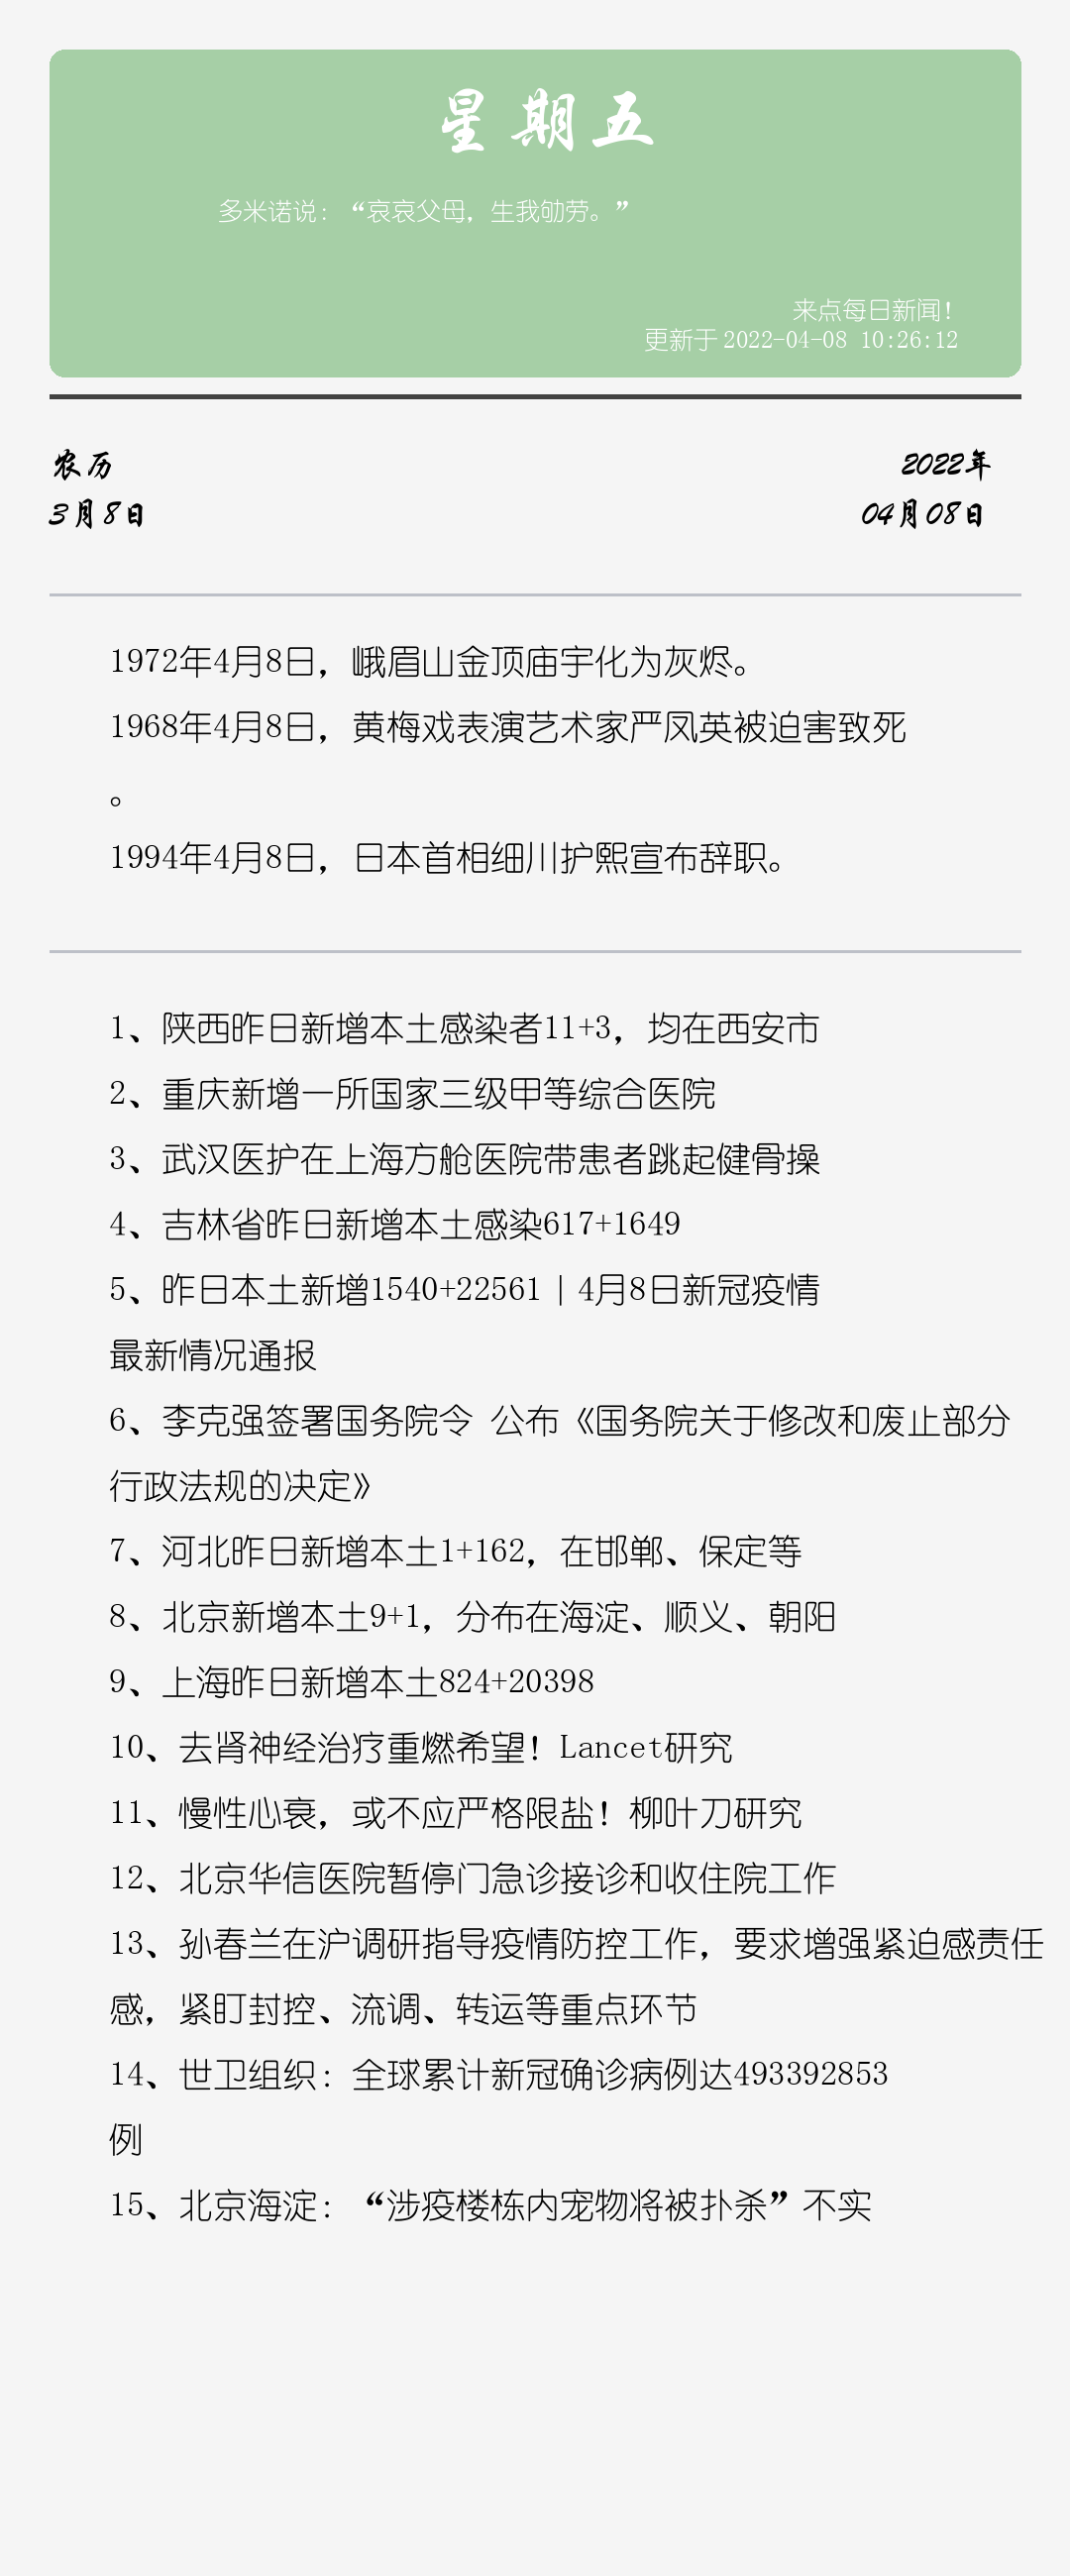 星期五
多米诺说：“哀哀父母，生我劬劳。”
来点每日新闻！
更新于 2022-04-08 10:26:12
农历
2022年
3月8日
04月08日
1972年4月8日，峨眉山金顶庙宇化为灰烬。
1968年4月8日，黄梅戏表演艺术家严凤英被迫害致死
。
1994年4月8日，日本首相细川护熙宣布辞职。
1、陕西昨日新增本土感染者11+3，均在西安市
2、重庆新增一所国家三级甲等综合医院
3、武汉医护在上海方舱医院带患者跳起健骨操
4、吉林省昨日新增本土感染617+1649
5、昨日本土新增1540+22561｜4月8日新冠疫情
最新情况通报
6、李克强签署国务院令 公布《国务院关于修改和废止部分
行政法规的决定》
7、河北昨日新增本土1+162，在邯郸、保定等
8、北京新增本土9+1，分布在海淀、顺义、朝阳
9、上海昨日新增本土824+20398
10、去肾神经治疗重燃希望！Lancet研究
11、慢性心衰，或不应严格限盐！柳叶刀研究
12、北京华信医院暂停门急诊接诊和收住院工作
13、孙春兰在沪调研指导疫情防控工作，要求增强紧迫感责任
感，紧盯封控、流调、转运等重点环节
14、世卫组织：全球累计新冠确诊病例达493392853
例
15、北京海淀：“涉疫楼栋内宠物将被扑杀”不实